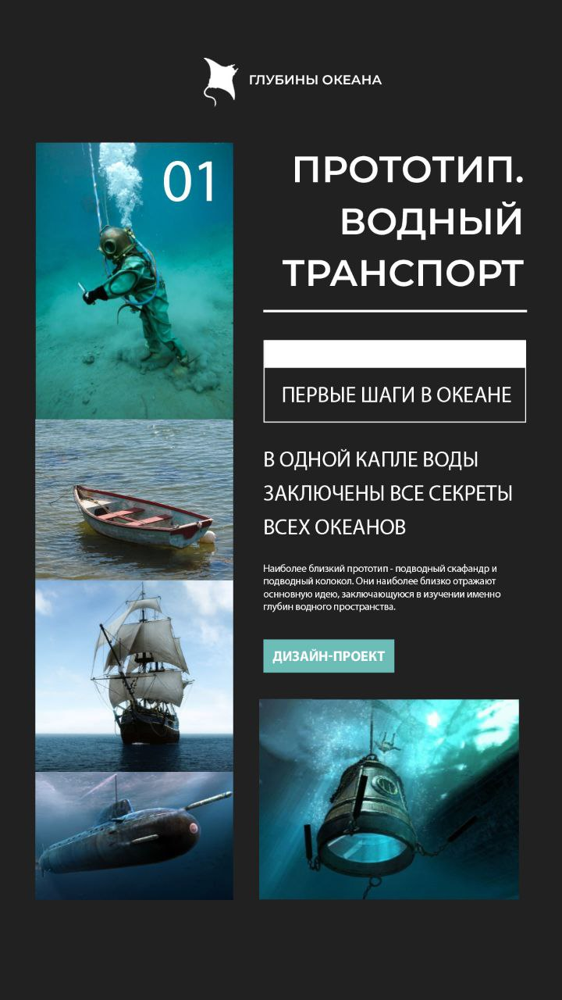 ГЛУБИНЫ ОКЕАНА
01
ПРОТОТИП.
ВОДНЫЙ
ТРАНСПОРТ
ПЕРВЫЕ ШАГИ В ОКЕАНЕ
В ОДНОЙ КАПЛЕ ВОДЫ
ЗАКЛЮЧЕНЫ ВСЕ СЕКРЕТЫ
ВСЕХ ОКЕАНОВ
Наиболее близкий прототип - подводный скафандр и
подводный колокол. Они наиболее близко отражают
оснновную идею, заключающуюся в изучении именно
глубин водного пространства.
ДИЗАЙН-ПРОЕКТ